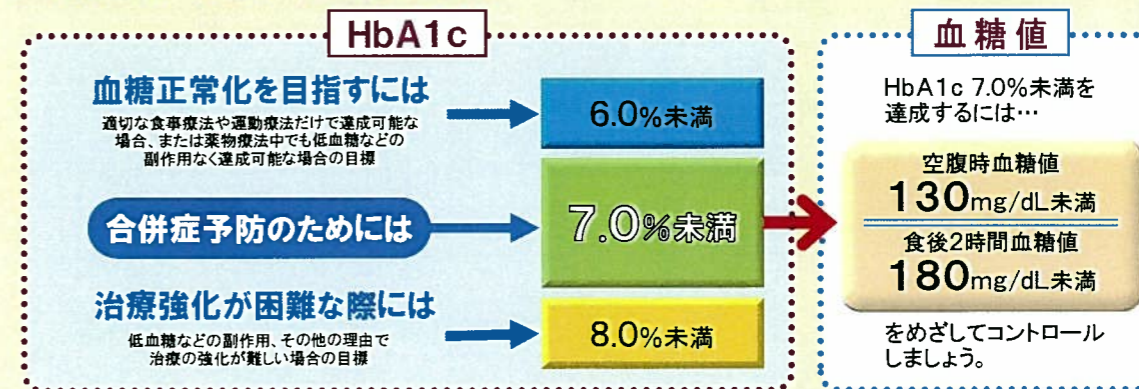 HbA1c
血糖正常化を目指すには
適切な食事療法や運動療法だけで達成可能な
場合、または薬物療法中でも低血糖などの
副作用なく達成可能な場合の目標
6.0%未満
合併症予防のためには
7.0%未満
治療強化が困難な際には
低血糖などの副作用、その他の理由で
治療の強化が難しい場合の目標
8.0%未満
血糖値
HbA1c 7.0%未満を
達成するには…
空腹時血糖値
130mg/dL未満
食後2時間血糖値
180mg/dL未満
をめざしてコントロール
しましょう。